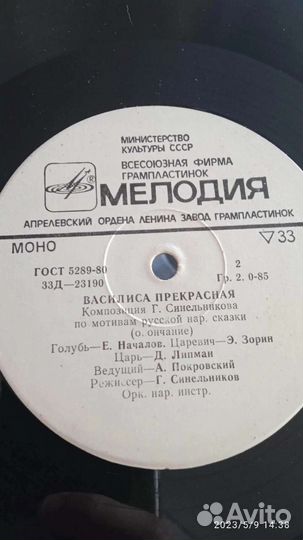 МИНИСТЕРСТВО
КУЛЬТУРЫ СССР
ВСЕСОЮЗНАЯ ФИРМА
ГРАМПЛАСТИНОК
МЕЛОДИЯ
АПРЕЛЕВСКИЙ ОРДЕНА ЛЕНИНА ЗАВОД ГРАМПЛАСТИНОК
МОНО ▽33
ГОСТ 5289-80 2
33Д—23190 Гр. 2. 0-85
ВАСИЛИСА ПРЕКРАСНАЯ
Композиция Г. Синельникова
по мотивам русской нар. сказки
(о. ончание)
Голубь—Е. Началов. Царевич—Э. Зорин
Царь—Д. Липман
Ведущий—А. Покровский
Режиссер—Г. Синельников
Орк. нар. инстр.
2023/5/9 14:38
Avito